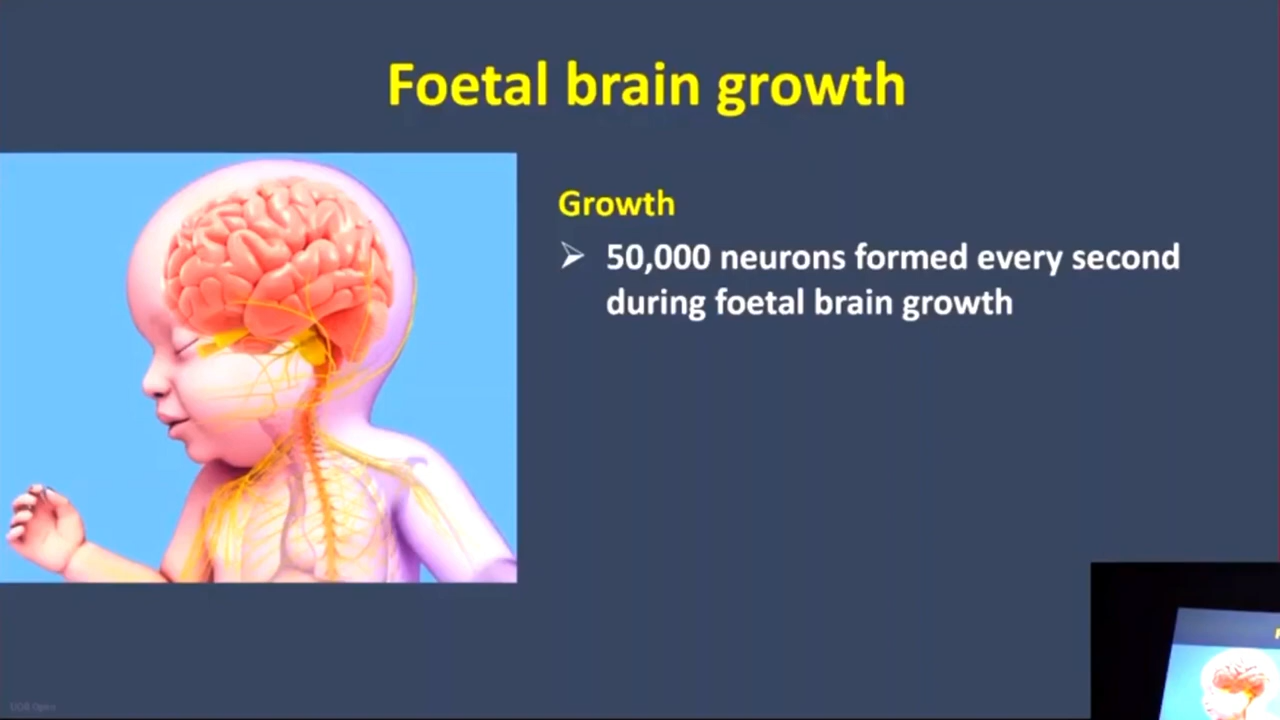 Foetal brain growth
Growth
➢ 50,000 neurons formed every second
during foetal brain growth